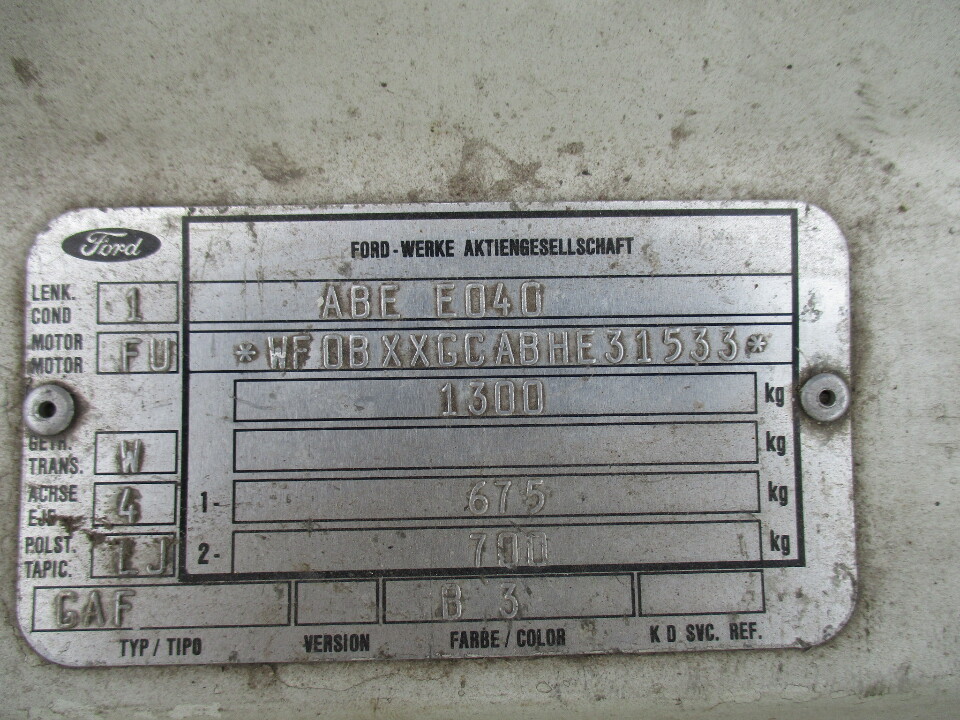 Ford
FORD-WERKE AKTIENGESELLSCHAFT
LENK.
COND
1
ABE E040
MOTOR
MOTOR
FU
*WF0BXXGCABHE31533*
1300 kg
kg
GETR.
TRANS.
W
ACHSE
EJE
4
1- 675 kg
POLST.
TAPIC.
LJ
2- 700 kg
GAF B 3
TYP / TIPO VERSION FARBE / COLOR K D SVC. REF.